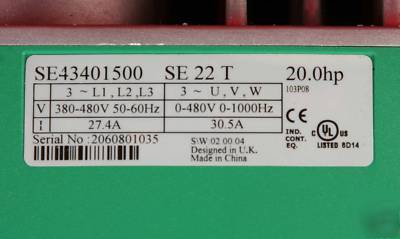 SE43401500 SE 22 T 20.0hp
3 ~ L1 , L2 , L3 3 ~ U , V , W 103P08
V 380-480V 50-60Hz 0-480V 0-1000Hz
I 27.4A 30.5A
Serial No : 2060801035 S\W 02 00 04
Designed in U.K.
Made in China
CE
IND.
CONT.
EQ.
c UL US
LISTED 8D14